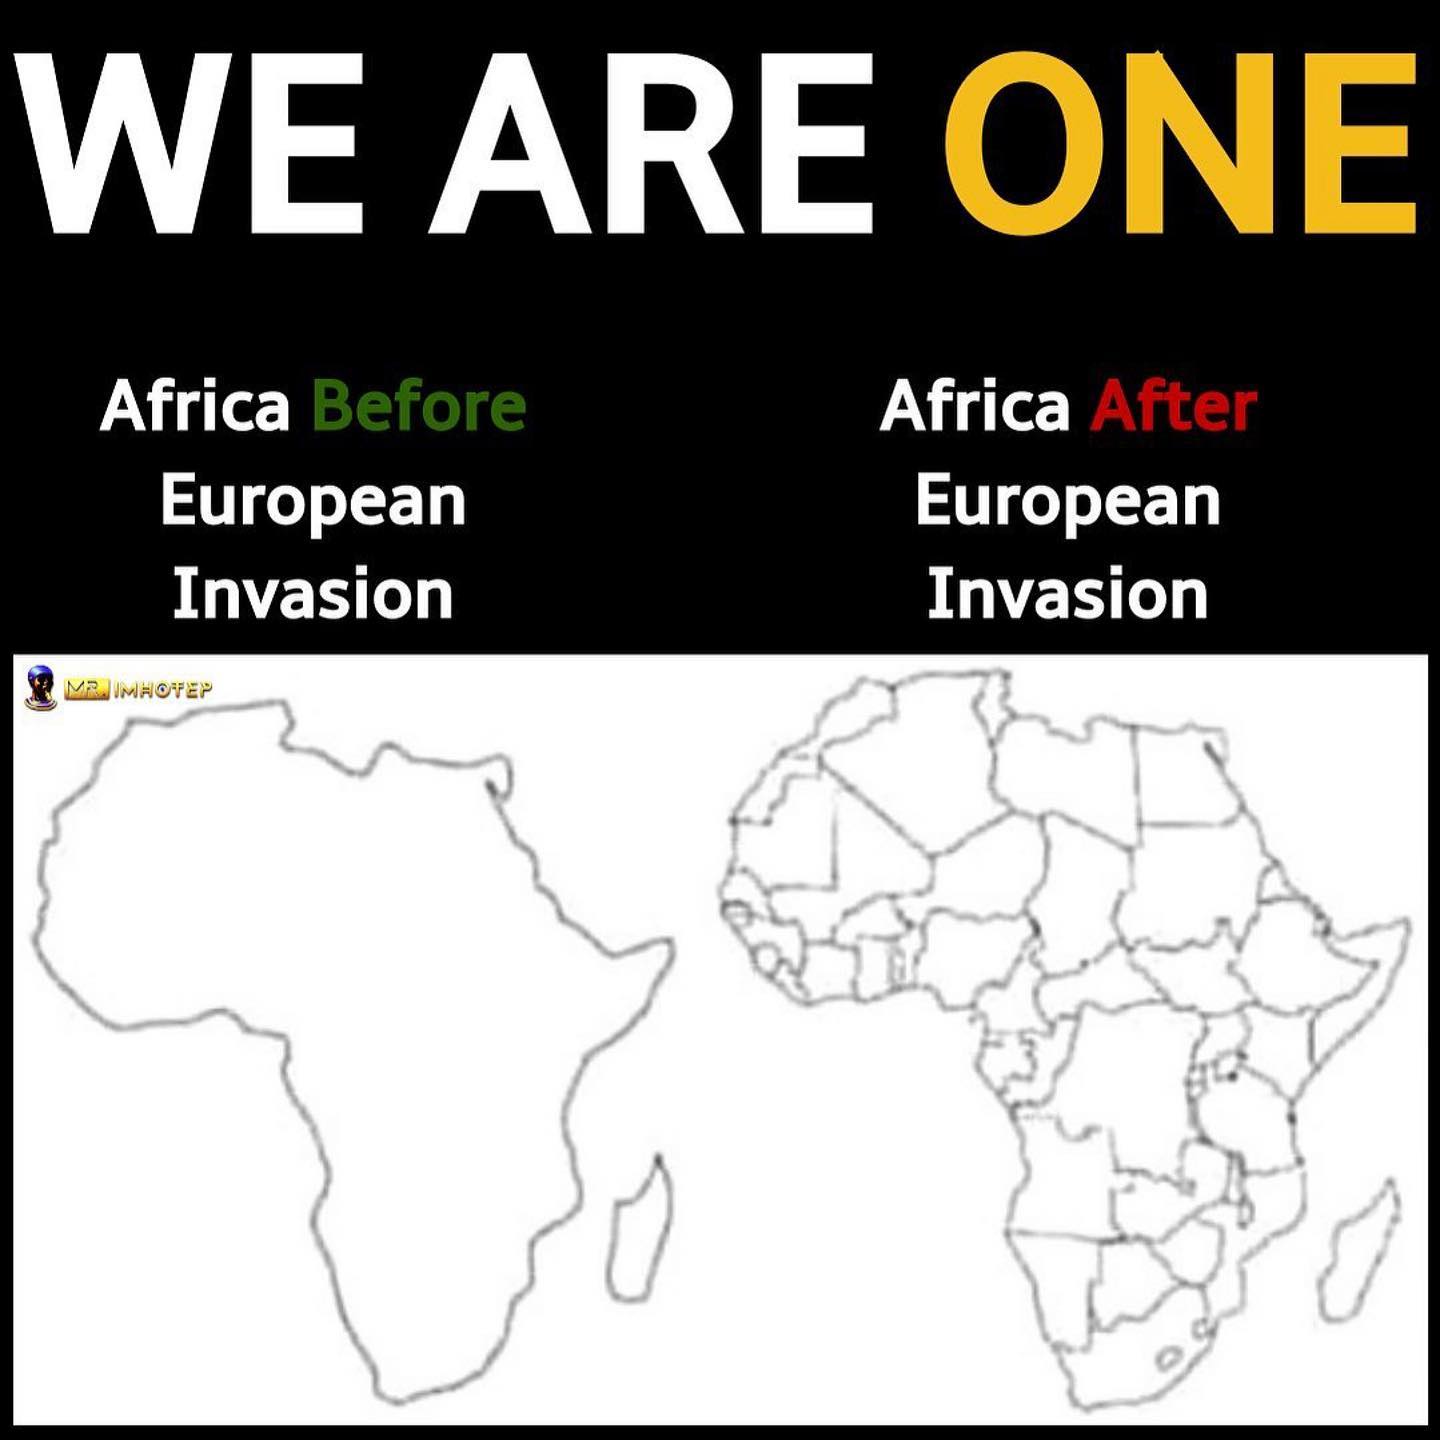 WE ARE ONE
Africa Before
European
Invasion
Africa After
European
Invasion
MR. IMHOTEP